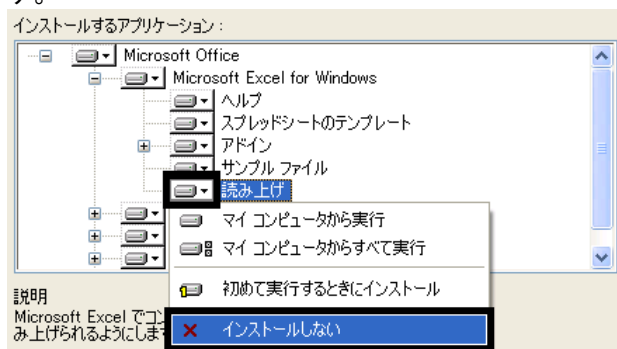 す。
インストールするアプリケーション：
Microsoft Office
Microsoft Excel for Windows
ヘルプ
スプレッドシートのテンプレート
アドイン
サンプル ファイル
読み上げ
マイ コンピュータから実行
マイ コンピュータからすべて実行
初めて実行するときにインストール
インストールしない
説明
Microsoft Excel でコン
み上げられるようにしま